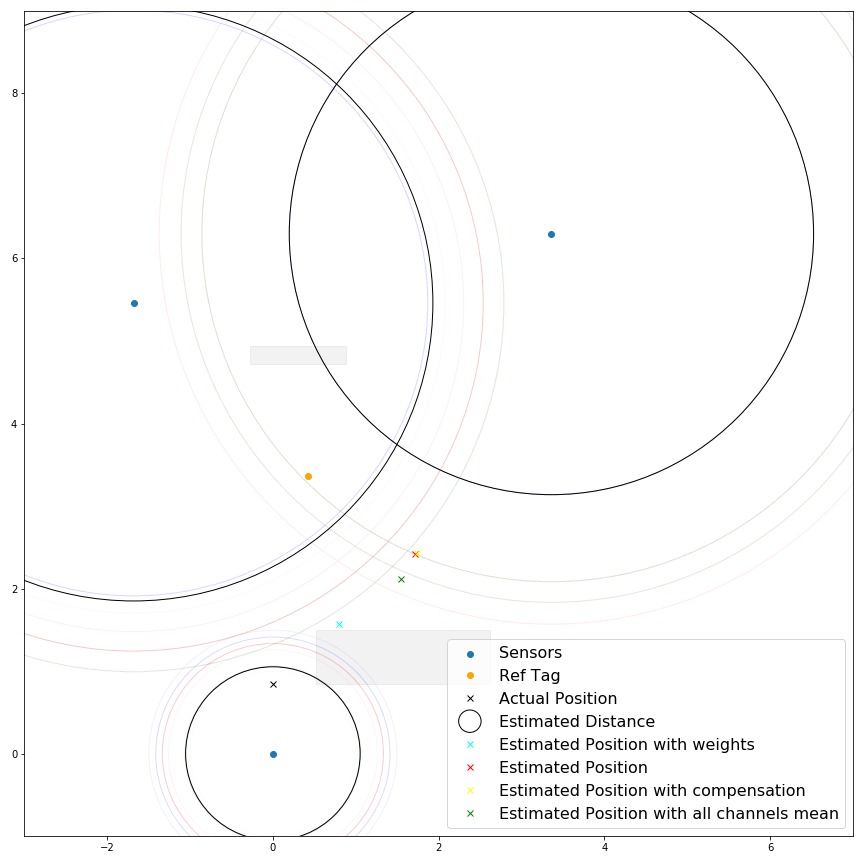 8
6
4
2
0
−2
0
2
4
6
Sensors
Ref Tag
Actual Position
Estimated Distance
Estimated Position with weights
Estimated Position
Estimated Position with compensation
Estimated Position with all channels mean